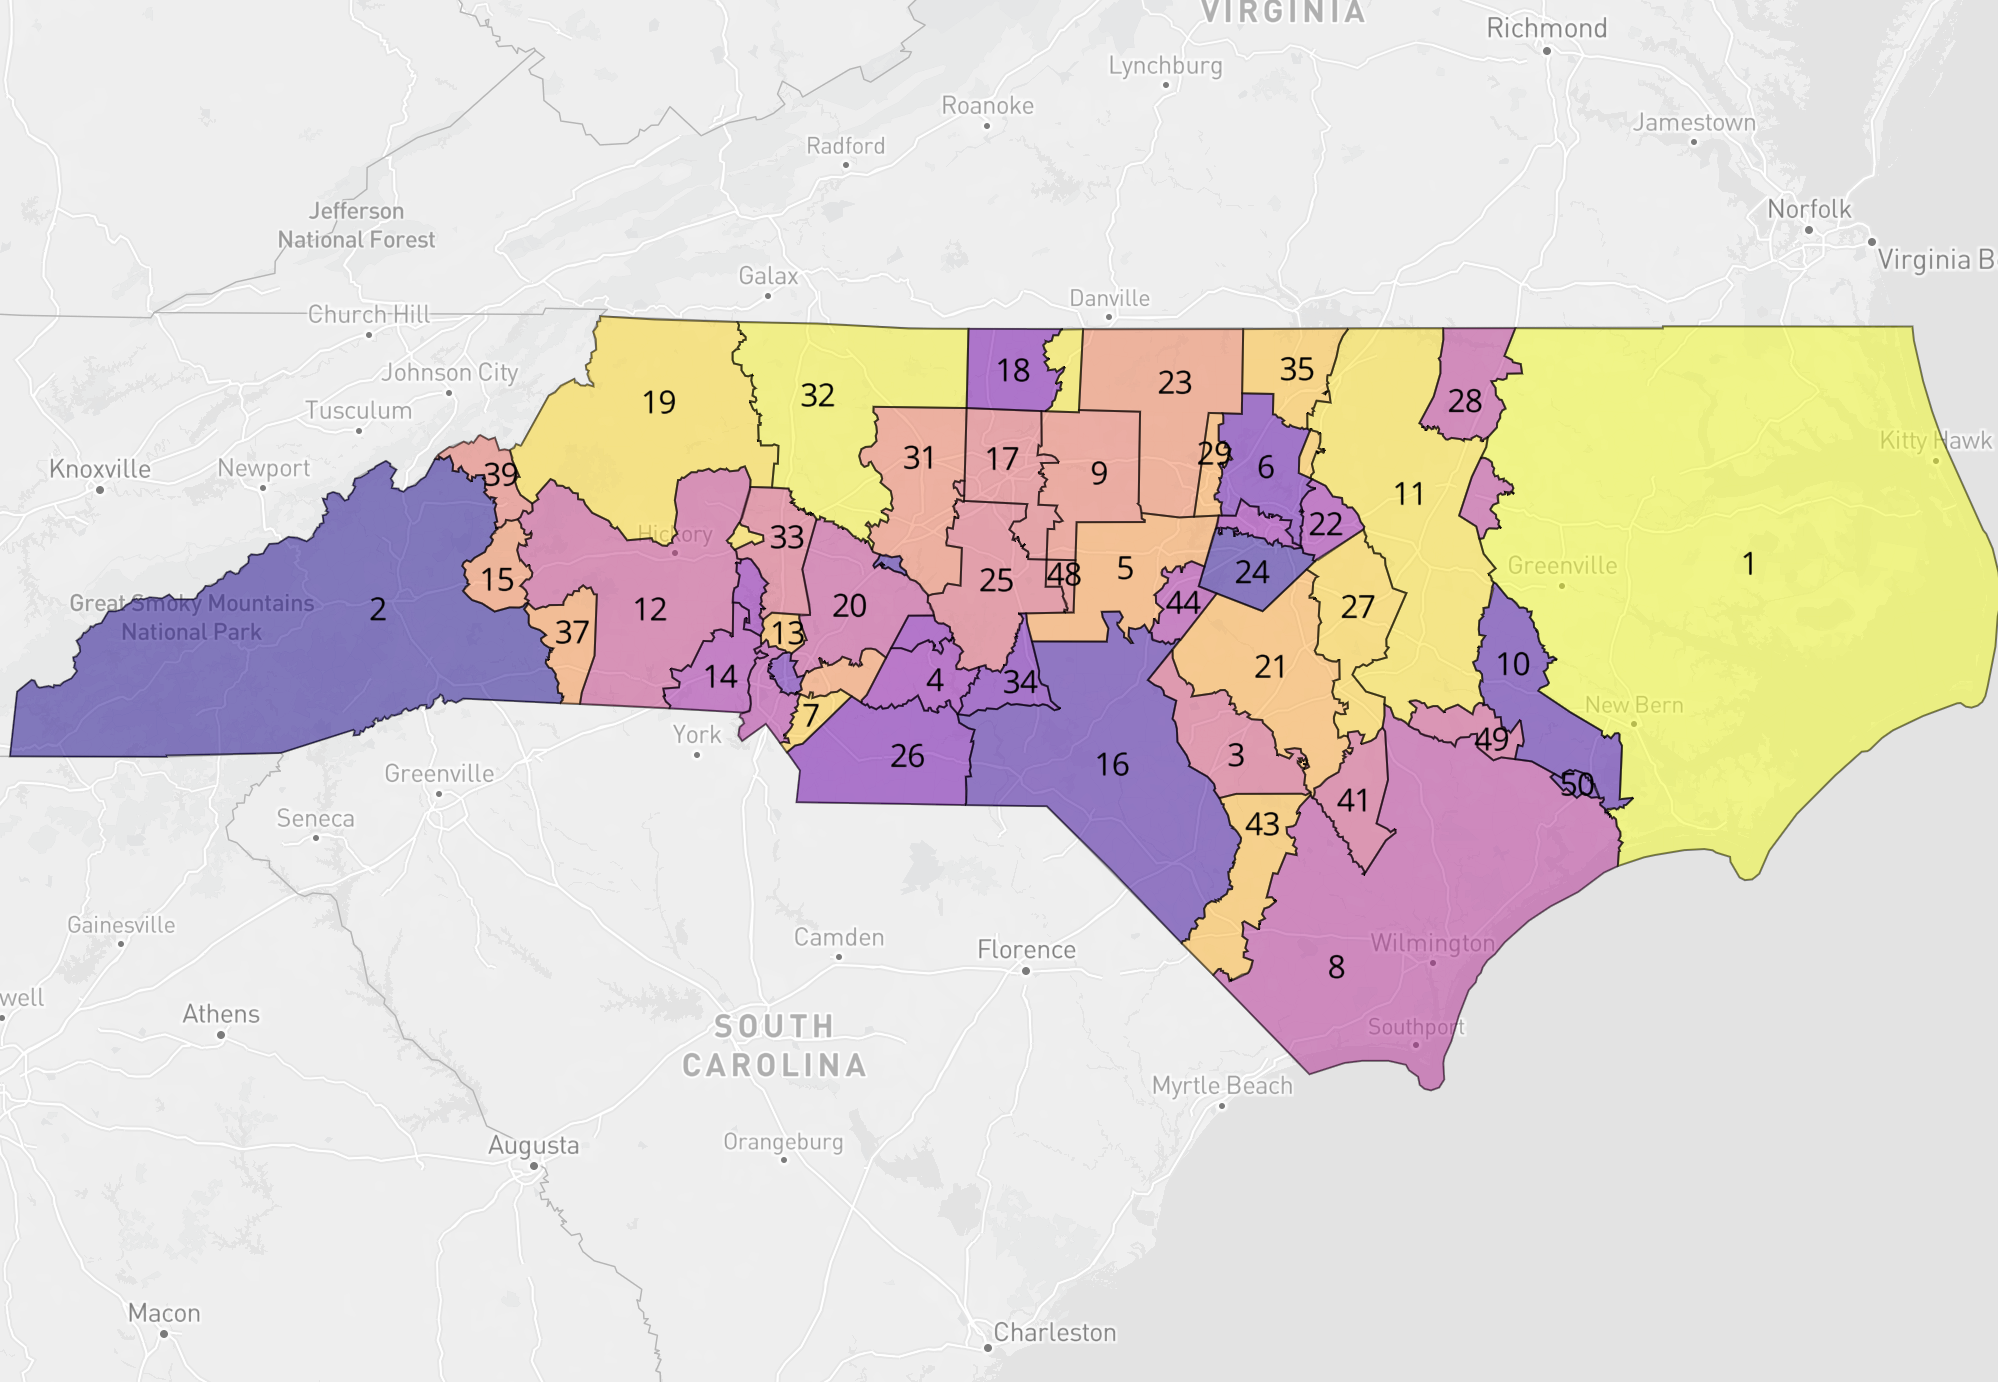 VIRGINIA
Richmond
Lynchburg
Roanoke
Jamestown
Radford
Jefferson
National Forest
Norfolk
Virginia B
Galax
Danville
Church Hill
Johnson City
Tusculum
Knoxville
Newport
Kitty Hawk
Hickory
Greenville
Great Smoky Mountains
National Park
New Bern
York
Greenville
Seneca
Gainesville
Camden
Florence
Wilmington
well
Athens
SOUTH
CAROLINA
Southport
Myrtle Beach
Augusta
Orangeburg
Macon
Charleston
18
35
23
32
19
28
29
31
17
9
6
39
11
22
33
1
5
24
15
48
25
44
20
27
2
12
37
13
10
21
14
4
34
7
49
3
26
16
50
41
43
8